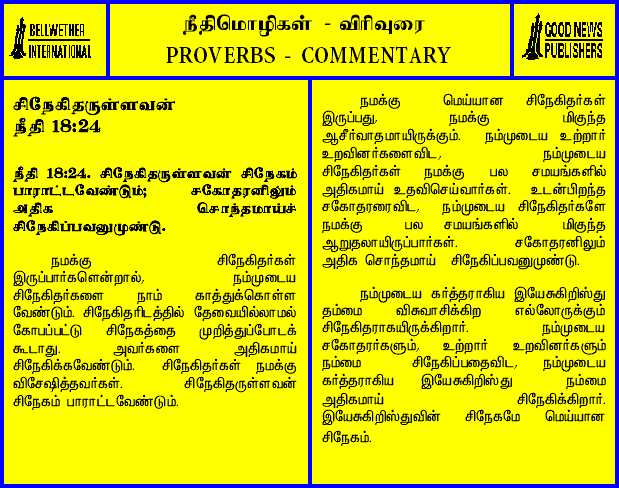 BELLWETHER
INTERNATIONAL
நீதிமொழிகள் - விரிவுரை
PROVERBS - COMMENTARY
GOOD NEWS
PUBLISHERS
சிநேகிதருள்ளவன்
நீதி 18:24
நீதி 18:24. சிநேகிதருள்ளவன் சிநேகம்
பாராட்டவேண்டும்; சகோதரனிலும்
அதிக சொந்தமாய்ச்
சிநேகிப்பவனுமுண்டு.
நமக்கு சிநேகிதர்கள்
இருப்பார்களென்றால், நம்முடைய
சிநேகிதர்களை நாம் காத்துக்கொள்ள
வேண்டும். சிநேகிதரிடத்தில் தேவையில்லாமல்
கோபப்பட்டு சிநேகத்தை முறித்துப்போடக்
கூடாது. அவர்களை அதிகமாய்
சிநேகிக்கவேண்டும். சிநேகிதர்கள் நமக்கு
விசேஷித்தவர்கள். சிநேகிதருள்ளவன்
சிநேகம் பாராட்டவேண்டும்.
நமக்கு மெய்யான சிநேகிதர்கள்
இருப்பது, நமக்கு மிகுந்த
ஆசீர்வாதமாயிருக்கும். நம்முடைய உற்றார்
உறவினர்களைவிட, நம்முடைய
சிநேகிதர்கள் நமக்கு பல சமயங்களில்
அதிகமாய் உதவிசெய்வார்கள். உடன்பிறந்த
சகோதரரைவிட, நம்முடைய சிநேகிதர்களே
நமக்கு பல சமயங்களில் மிகுந்த
ஆறுதலாயிருப்பார்கள். சகோதரனிலும்
அதிக சொந்தமாய் சிநேகிப்பவனுமுண்டு.
நம்முடைய கர்த்தராகிய இயேசுகிறிஸ்து
தம்மை விசுவாசிக்கிற எல்லோருக்கும்
சிநேகிதராகயிருக்கிறார். நம்முடைய
சகோதரர்களும், உற்றார் உறவினர்களும்
நம்மை சிநேகிப்பதைவிட, நம்முடைய
கர்த்தராகிய இயேசுகிறிஸ்து நம்மை
அதிகமாய் சிநேகிக்கிறார்.
இயேசுகிறிஸ்துவின் சிநேகமே மெய்யான
சிநேகம்.